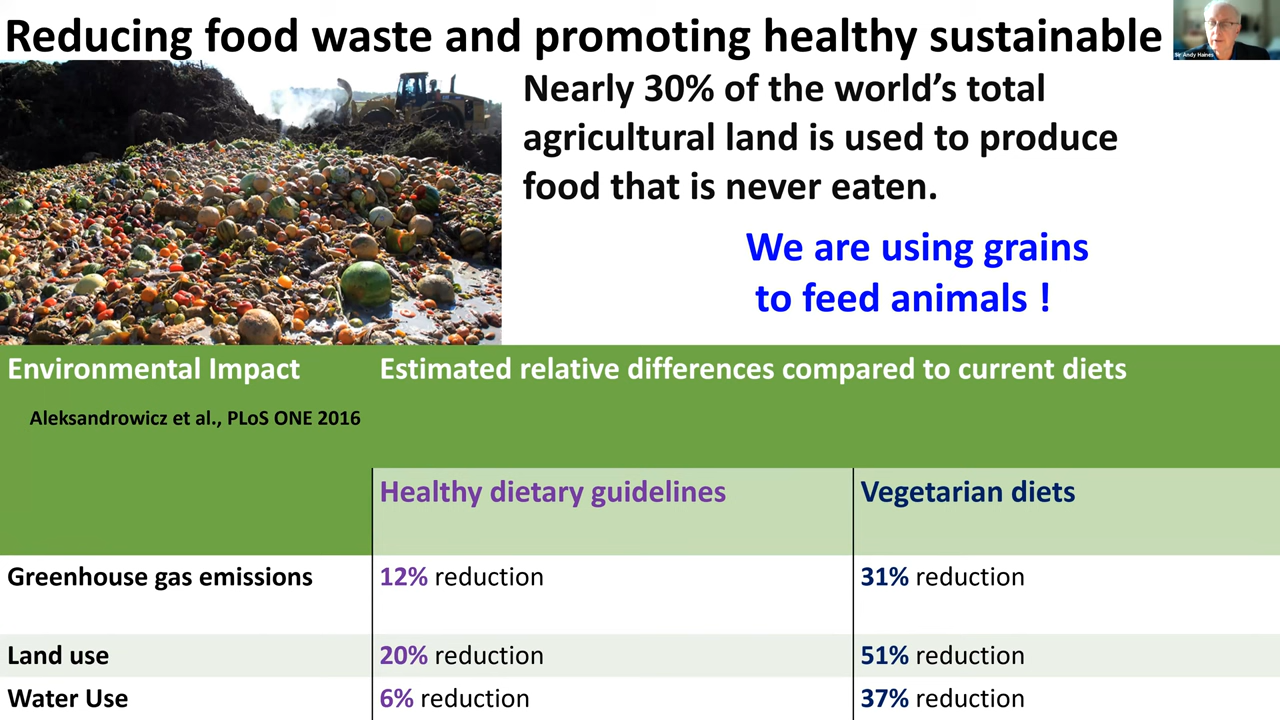 Reducing food waste and promoting healthy sustainable
Sir Andy Haines
Nearly 30% of the world's total
agricultural land is used to produce
food that is never eaten.
We are using grains
to feed animals !
Environmental Impact
Estimated relative differences compared to current diets
Aleksandrowicz et al., PLoS ONE 2016
Healthy dietary guidelines
Vegetarian diets
Greenhouse gas emissions
12% reduction
31% reduction
Land use
20% reduction
51% reduction
Water Use
6% reduction
37% reduction